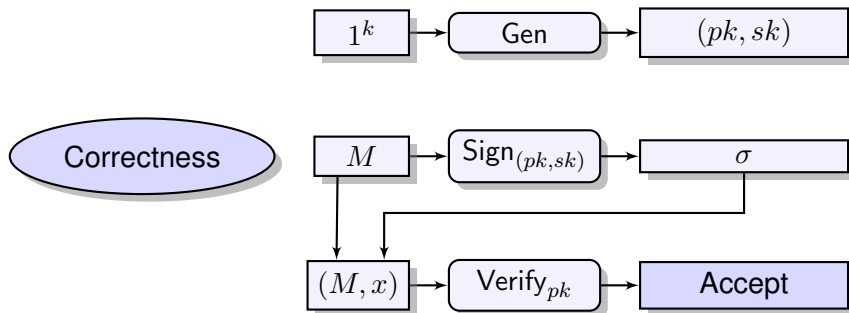 1^k Gen (pk, sk)
Correctness M Sign_(pk,sk) σ
(M, x) Verify_pk Accept